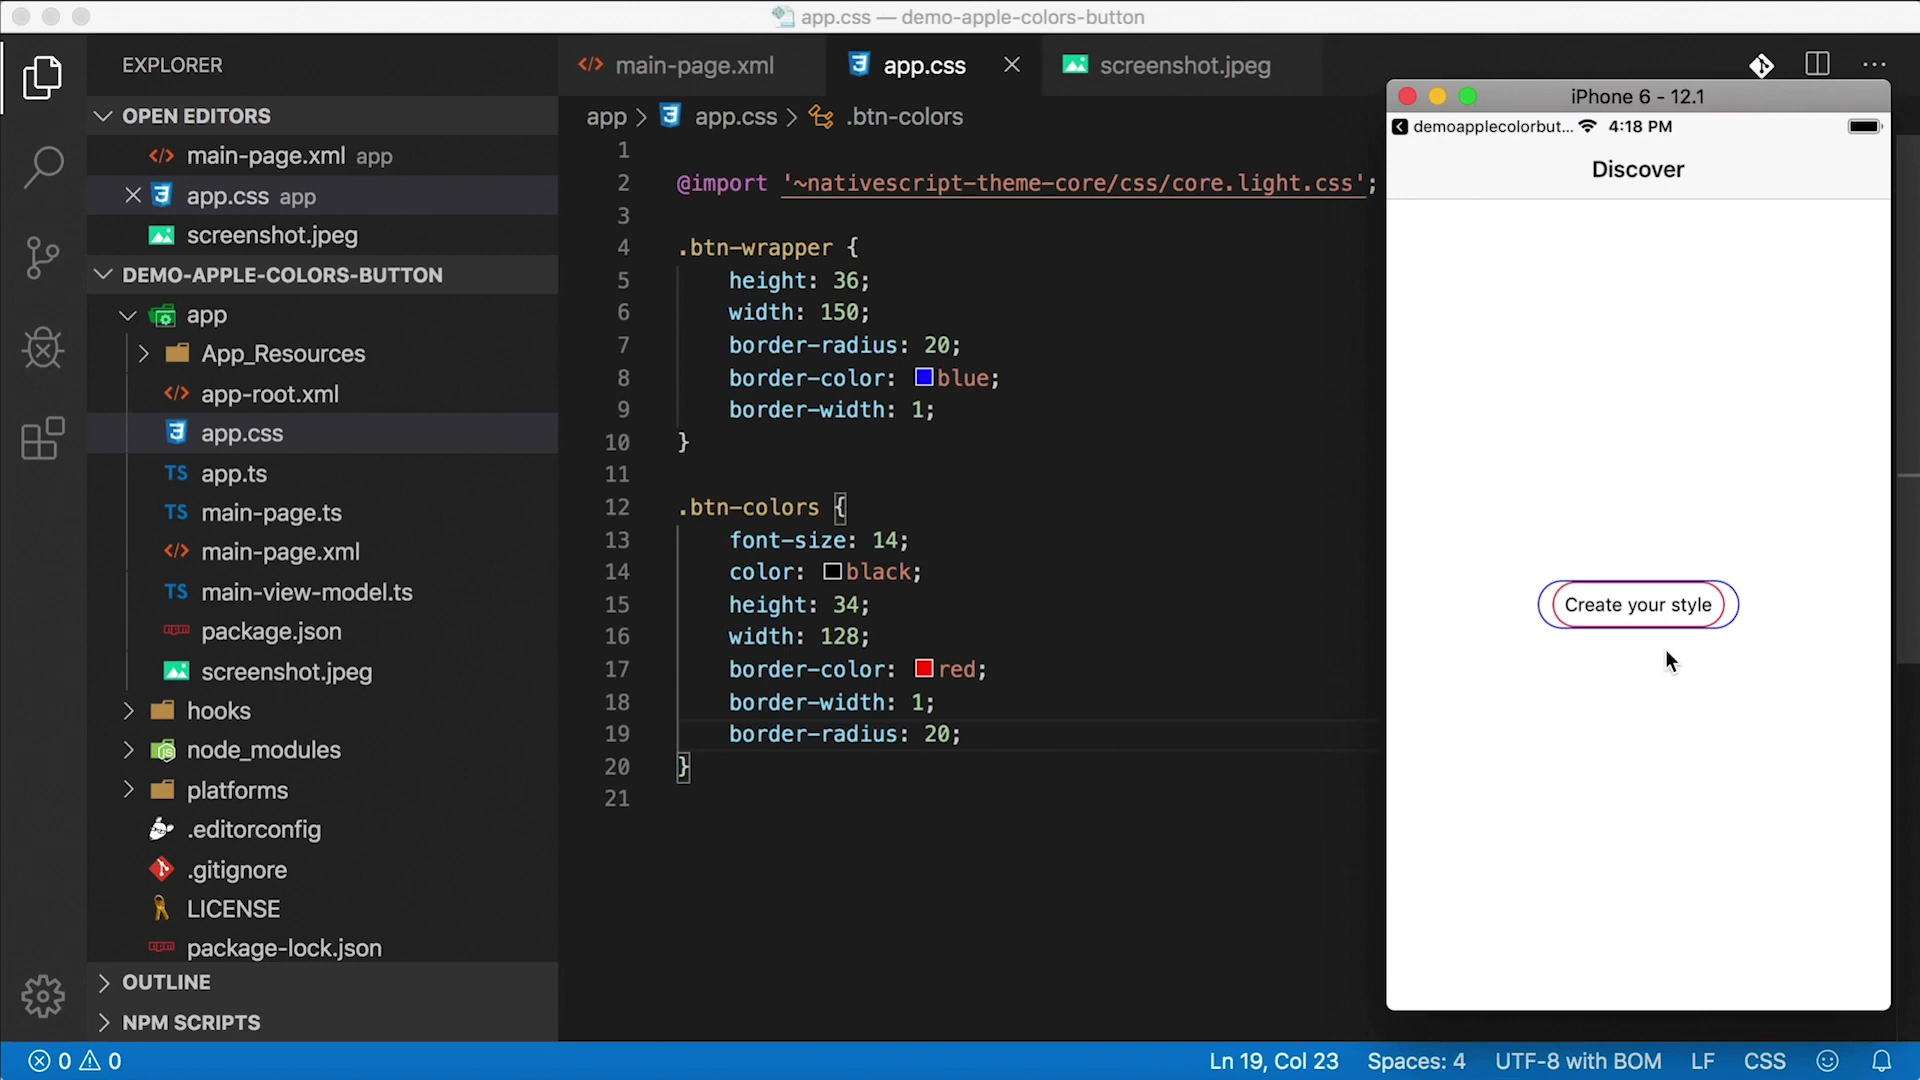 app.css — demo-apple-colors-button
EXPLORER
OPEN EDITORS
main-page.xml app
app.css app
screenshot.jpeg
DEMO-APPLE-COLORS-BUTTON
app
App_Resources
app-root.xml
app.css
TS app.ts
TS main-page.ts
main-page.xml
TS main-view-model.ts
package.json
screenshot.jpeg
hooks
node_modules
platforms
.editorconfig
.gitignore
LICENSE
package-lock.json
OUTLINE
NPM SCRIPTS
main-page.xml
app.css
screenshot.jpeg
app > app.css > .btn-colors
1
2 @import '~nativescript-theme-core/css/core.light.css';
3
4 .btn-wrapper {
5 height: 36;
6 width: 150;
7 border-radius: 20;
8 border-color: blue;
9 border-width: 1;
10 }
11
12 .btn-colors {
13 font-size: 14;
14 color: black;
15 height: 34;
16 width: 128;
17 border-color: red;
18 border-width: 1;
19 border-radius: 20;
20 }
21
iPhone 6 - 12.1
demoapplecolorbut... 4:18 PM
Discover
Create your style
0 0
Ln 19, Col 23 Spaces: 4 UTF-8 with BOM LF CSS